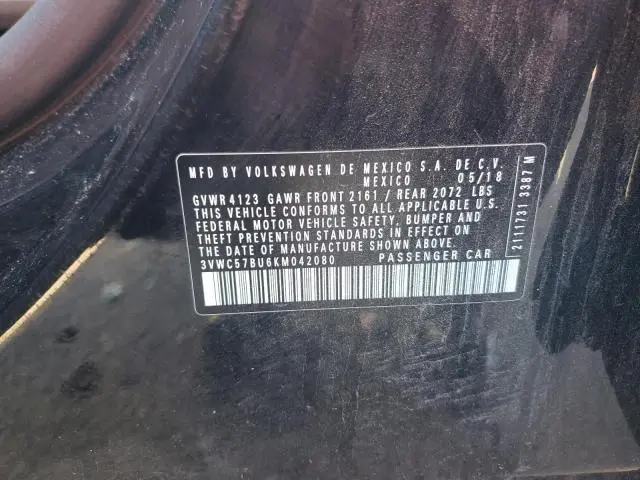 MFD BY VOLKSWAGEN DE MEXICO S.A. DE C.V.
MEXICO 05/18
GVWR 4123 GAWR FRONT 2161 / REAR 2072 LBS
THIS VEHICLE CONFORMS TO ALL APPLICABLE U.S.
FEDERAL MOTOR VEHICLE SAFETY, BUMPER AND
THEFT PREVENTION STANDARDS IN EFFECT ON
THE DATE OF MANUFACTURE SHOWN ABOVE.
3VWC57BU6KM042080 PASSENGER CAR
2111731 3387 M